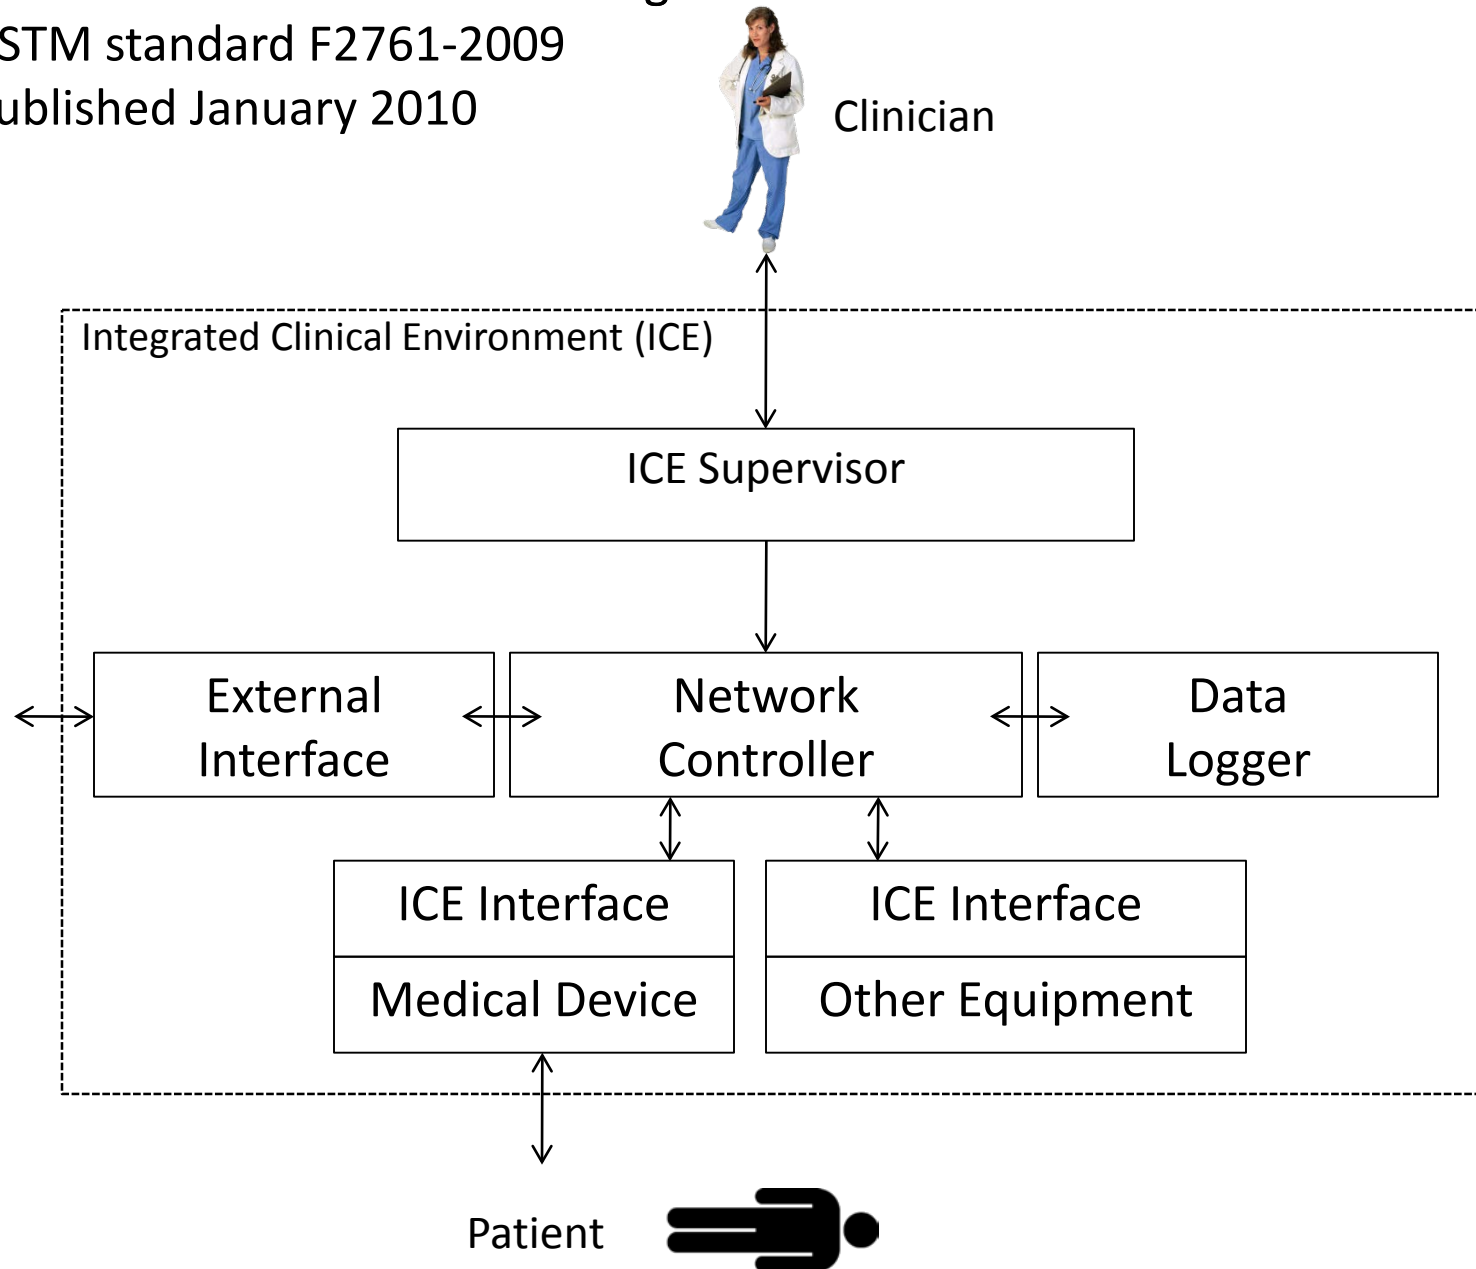 STM standard F2761-2009
ublished January 2010
Clinician
Integrated Clinical Environment (ICE)
ICE Supervisor
External
Interface
Network
Controller
Data
Logger
ICE Interface
ICE Interface
Medical Device
Other Equipment
Patient